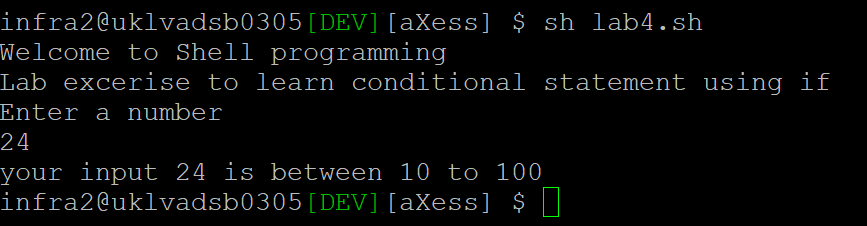 infra2@uklvadsb0305[DEV][aXess] $ sh lab4.sh
Welcome to Shell programming
Lab excerise to learn conditional statement using if
Enter a number
24
your input 24 is between 10 to 100
infra2@uklvadsb0305[DEV][aXess] $